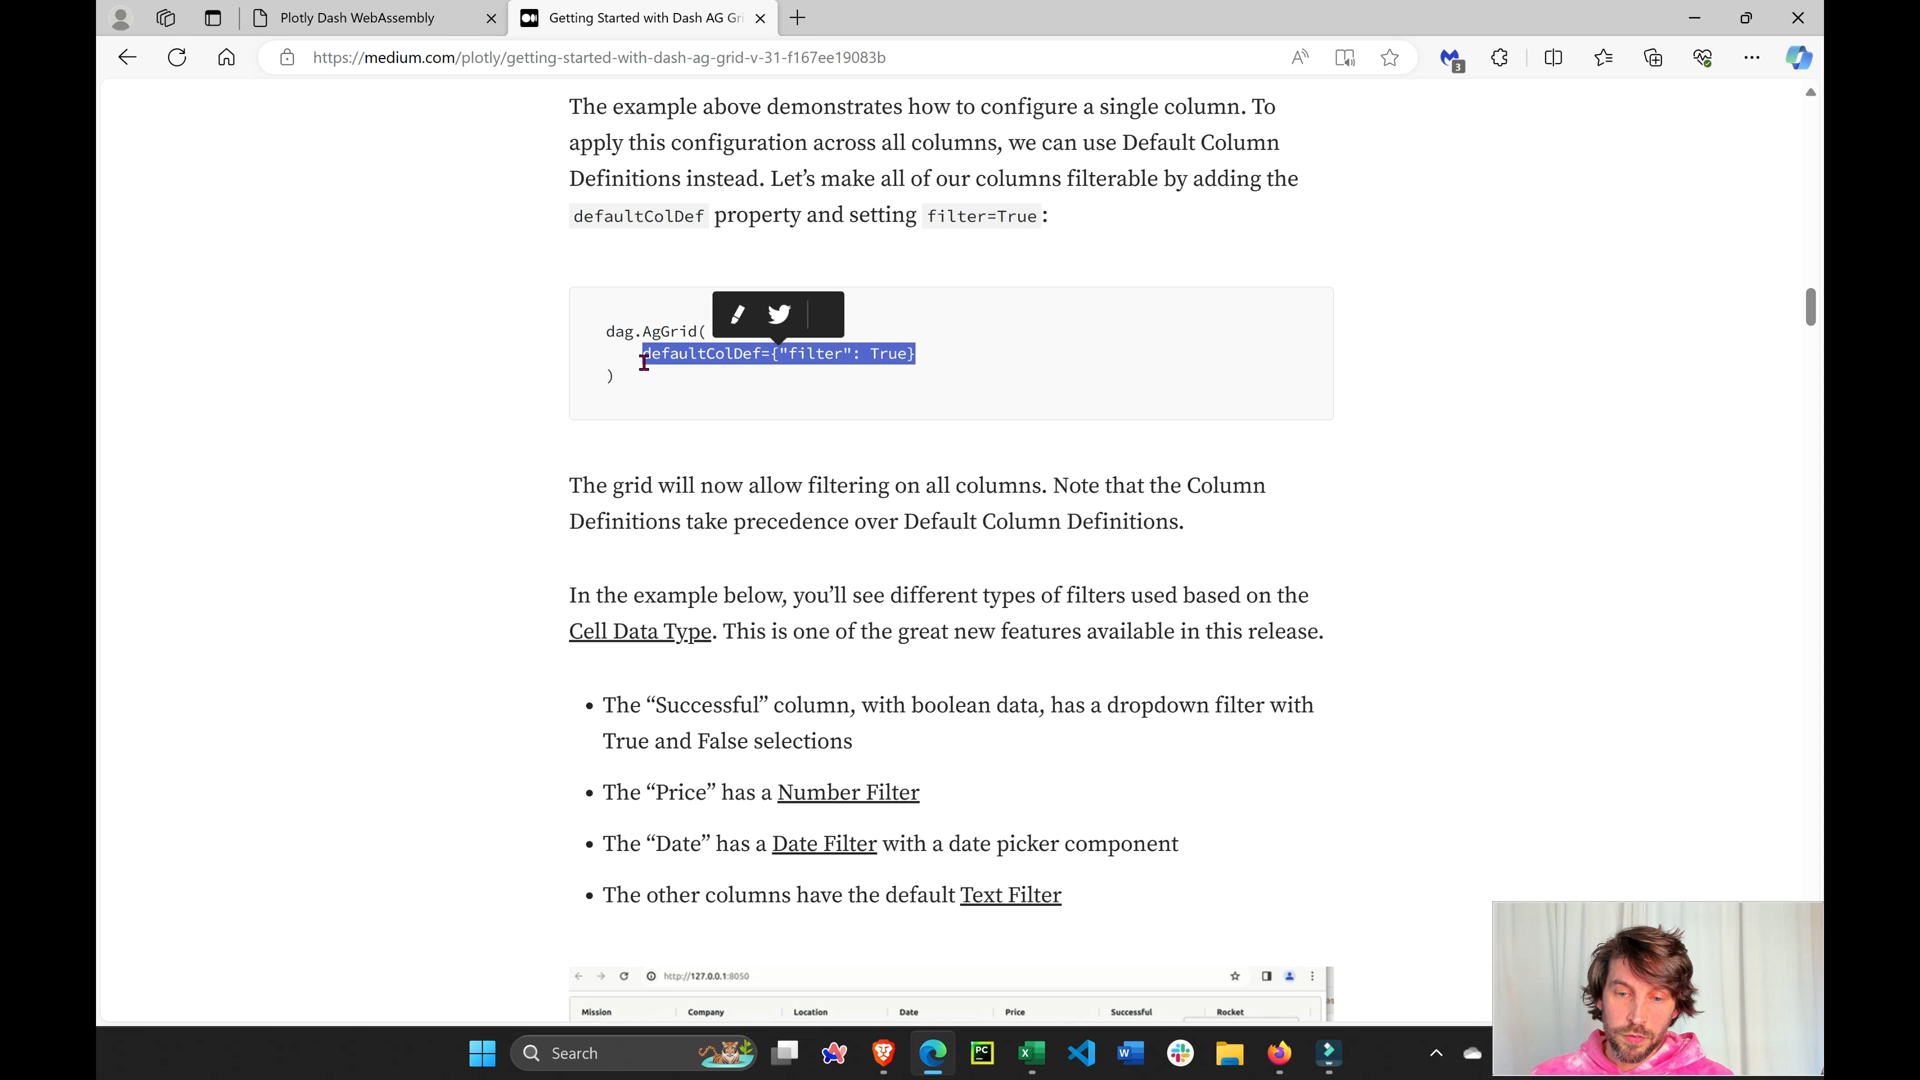 Plotly Dash WebAssembly
Getting Started with Dash AG Gri
https://medium.com/plotly/getting-started-with-dash-ag-grid-v-31-f167ee19083b
3
The example above demonstrates how to configure a single column. To
apply this configuration across all columns, we can use Default Column
Definitions instead. Let’s make all of our columns filterable by adding the
defaultColDef property and setting filter=True:
dag.AgGrid(
defaultColDef={"filter": True}
)
The grid will now allow filtering on all columns. Note that the Column
Definitions take precedence over Default Column Definitions.
In the example below, you’ll see different types of filters used based on the
Cell Data Type. This is one of the great new features available in this release.
• The “Successful” column, with boolean data, has a dropdown filter with
True and False selections
• The “Price” has a Number Filter
• The “Date” has a Date Filter with a date picker component
• The other columns have the default Text Filter
http://127.0.0.1:8050
Mission Company Location Date Price Successful Rocket
Search